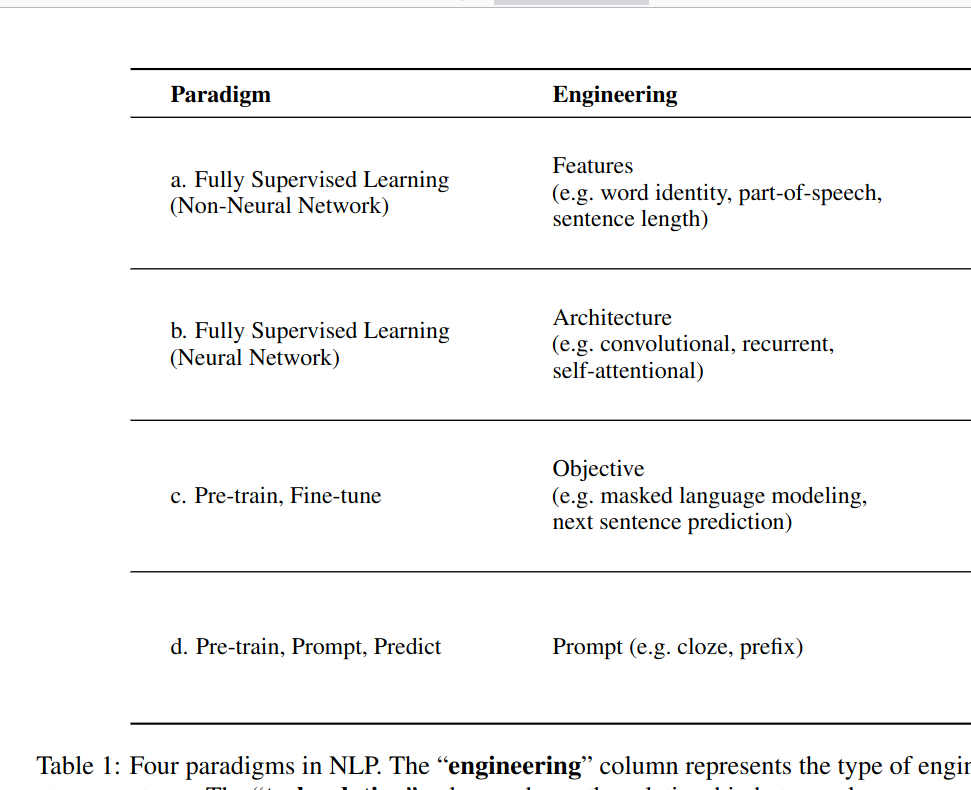 Paradigm Engineering
a. Fully Supervised Learning
(Non-Neural Network)
Features
(e.g. word identity, part-of-speech,
sentence length)
b. Fully Supervised Learning
(Neural Network)
Architecture
(e.g. convolutional, recurrent,
self-attentional)
c. Pre-train, Fine-tune
Objective
(e.g. masked language modeling,
next sentence prediction)
d. Pre-train, Prompt, Predict
Prompt (e.g. cloze, prefix)
Table 1: Four paradigms in NLP. The “engineering” column represents the type of engin